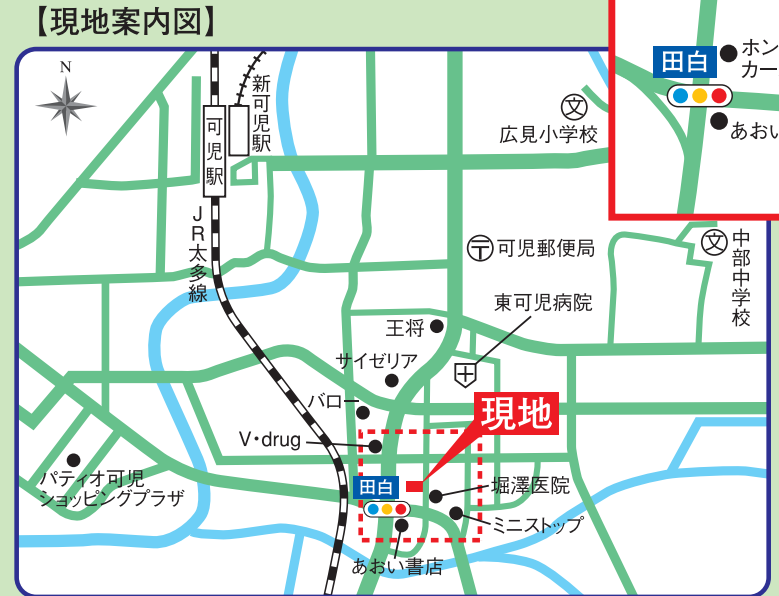 【現地案内図】
N
新可児駅
可児駅
JR太多線
文
広見小学校
田白
ホン
カー
あおい
〒可児郵便局
文
中部中学校
東可児病院
王将
サイゼリア
バロー
V・drug
現地
パティオ可児
ショッピングプラザ
田白
堀澤医院
ミニストップ
あおい書店